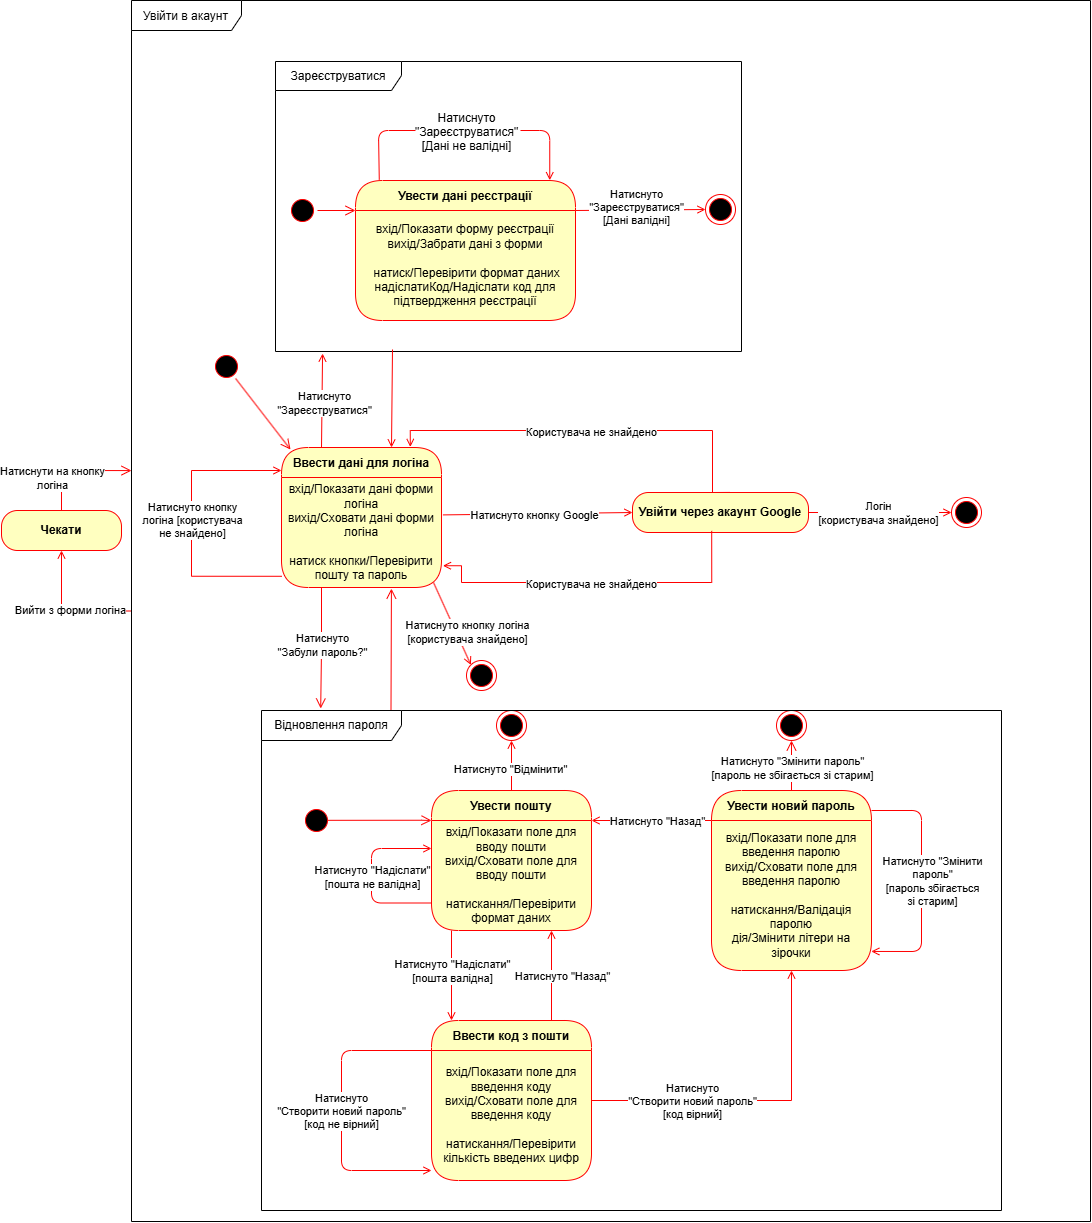 Увійти в акаунт
Зареєструватися
Натиснуто
"Зареєструватися"
[Дані не валідні]
Увести дані реєстрації
вхід/Показати форму реєстрації
вихід/Забрати дані з форми
натиск/Перевірити формат даних
надіслатиКод/Надіслати код для
підтвердження реєстрації
Натиснуто
"Зареєструватися"
[Дані валідні]
Натиснуто
"Зареєструватися"
Натиснути на кнопку
логіна
Чекати
Вийти з форми логіна
Натиснуто кнопку
логіна [користувача
не знайдено]
Ввести дані для логіна
вхід/Показати дані форми
логіна
вихід/Сховати дані форми
логіна
натиск кнопки/Перевірити
пошту та пароль
Користувача не знайдено
Натиснуто кнопку Google
Увійти через акаунт Google
Логін
[користувача знайдено]
Користувача не знайдено
Натиснуто кнопку логіна
[користувача знайдено]
Натиснуто
"Забули пароль?"
Відновлення пароля
Натиснуто "Відмінити"
Натиснуто "Змінити пароль"
[пароль не збігається зі старим]
Увести пошту
вхід/Показати поле для
вводу пошти
вихід/Сховати поле для
вводу пошти
натискання/Перевірити
формат даних
Натиснуто "Надіслати"
[пошта не валідна]
Натиснуто "Назад"
Увести новий пароль
вхід/Показати поле для
введення паролю
вихід/Сховати поле для
введення паролю
натискання/Валідація
паролю
дія/Змінити літери на
зірочки
Натиснуто "Змінити
пароль"
[пароль збігається
зі старим]
Натиснуто "Надіслати"
[пошта валідна]
Натиснуто "Назад"
Ввести код з пошти
вхід/Показати поле для
введення коду
вихід/Сховати поле для
введення коду
натискання/Перевірити
кількість введених цифр
Натиснуто
"Створити новий пароль"
[код не вірний]
Натиснуто
"Створити новий пароль"
[код вірний]